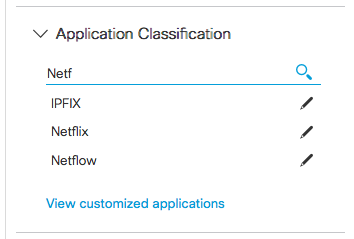 Application Classification
Netf
IPFIX
Netflix
Netflow
View customized applications